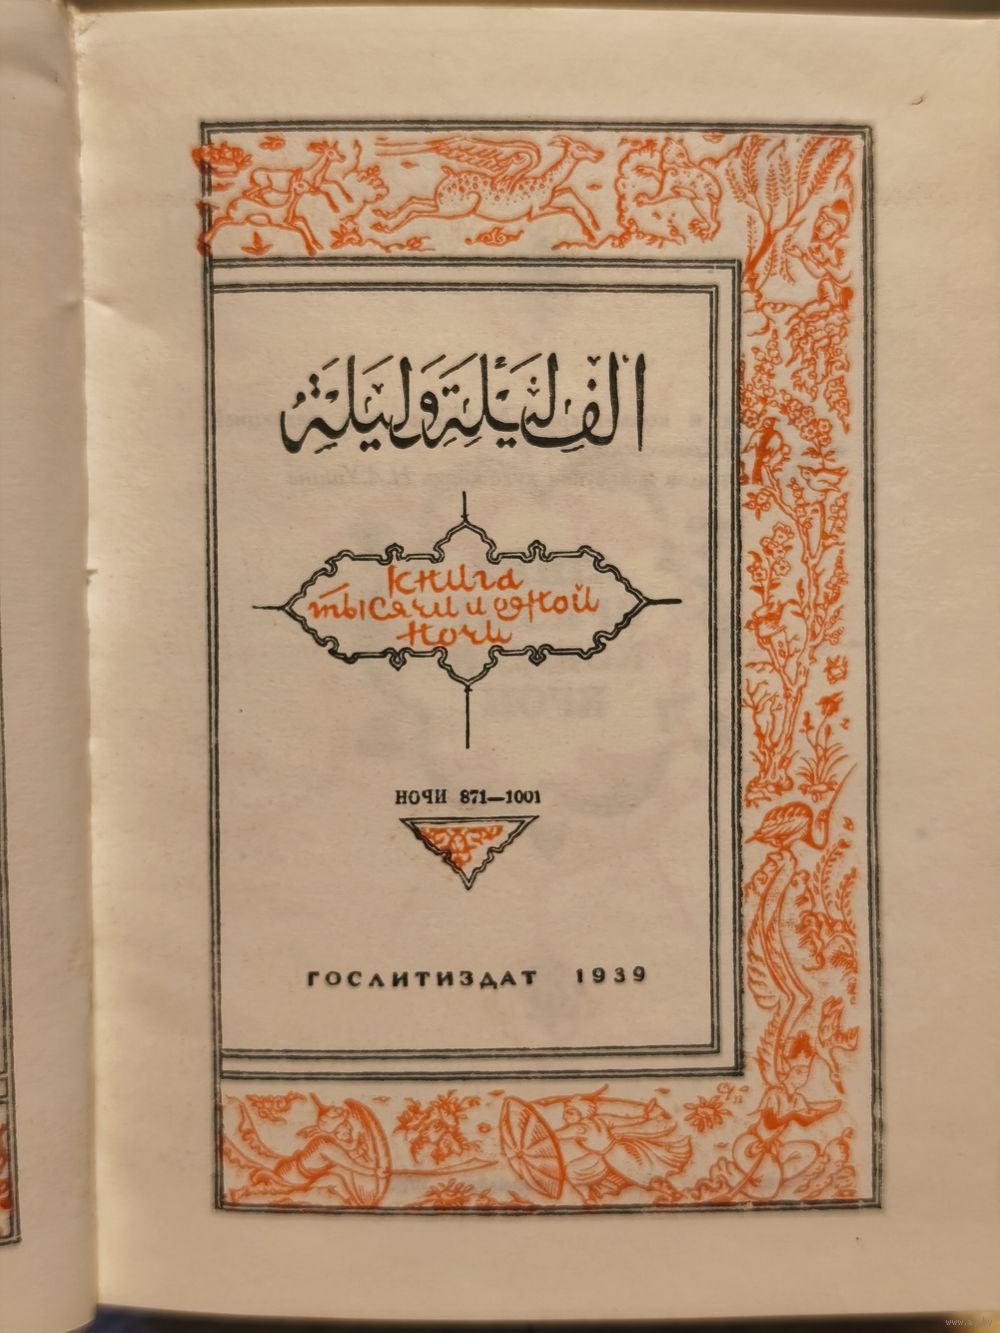 الف ليلة وليلة
КНИГА
ТЫСЯЧИ И ОДНОЙ
НОЧИ
НОЧИ 871—1001
ГОСЛИТИЗДАТ 1939